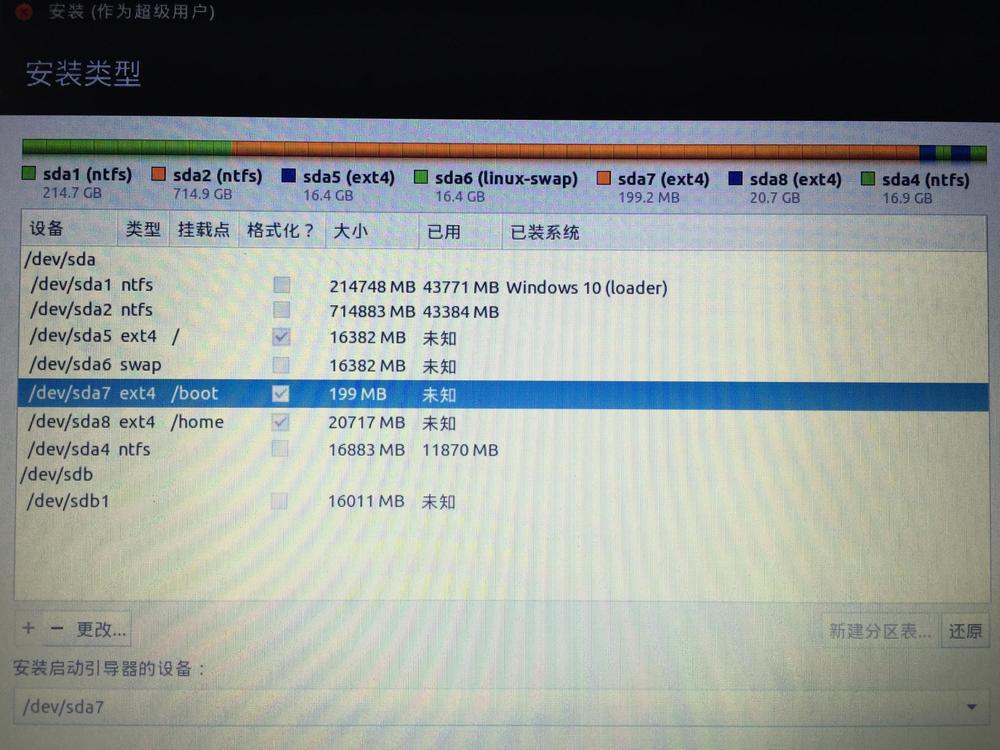 安装 (作为超级用户)
安装类型
sda1 (ntfs) sda2 (ntfs) sda5 (ext4) sda6 (linux-swap) sda7 (ext4) sda8 (ext4) sda4 (ntfs)
214.7 GB 714.9 GB 16.4 GB 16.4 GB 199.2 MB 20.7 GB 16.9 GB
设备 类型 挂载点 格式化？ 大小 已用 已装系统
/dev/sda
/dev/sda1 ntfs 214748 MB 43771 MB Windows 10 (loader)
/dev/sda2 ntfs 714883 MB 43384 MB
/dev/sda5 ext4 / 16382 MB 未知
/dev/sda6 swap 16382 MB 未知
/dev/sda7 ext4 /boot 199 MB 未知
/dev/sda8 ext4 /home 20717 MB 未知
/dev/sda4 ntfs 16883 MB 11870 MB
/dev/sdb
/dev/sdb1 16011 MB 未知
+ − 更改... 新建分区表... 还原
安装启动引导器的设备：
/dev/sda7